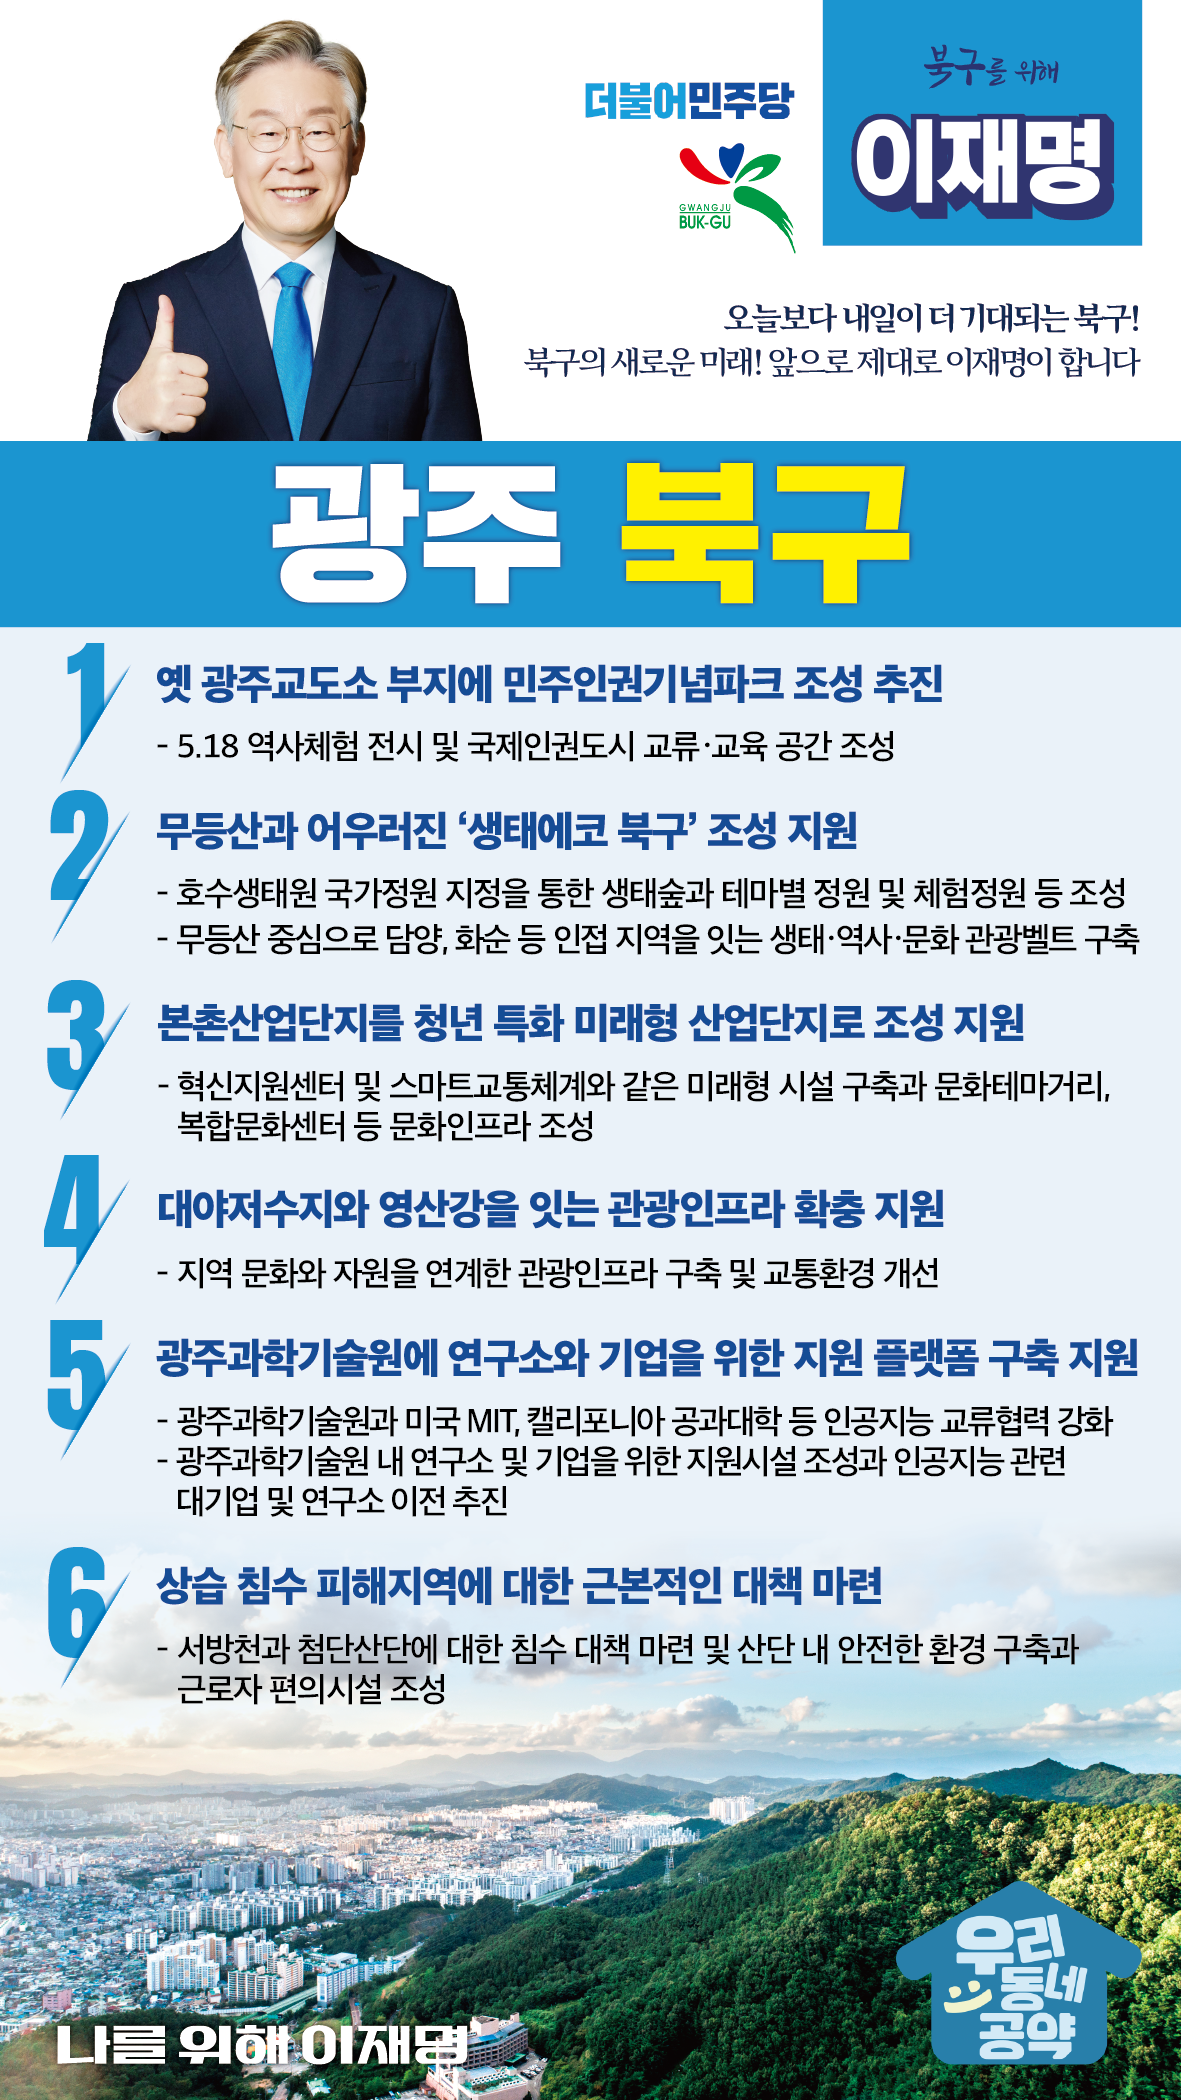 북구를 위해
이재명
더불어민주당
GWANGJU
BUK-GU
오늘보다 내일이 더 기대되는 북구!
북구의 새로운 미래! 앞으로 제대로 이재명이 합니다
광주 북구
1
옛 광주교도소 부지에 민주인권기념파크 조성 추진
- 5.18 역사체험 전시 및 국제인권도시 교류·교육 공간 조성
2
무등산과 어우러진 ‘생태에코 북구’ 조성 지원
- 호수생태원 국가정원 지정을 통한 생태숲과 테마별 정원 및 체험정원 등 조성
- 무등산 중심으로 담양, 화순 등 인접 지역을 잇는 생태·역사·문화 관광벨트 구축
3
본촌산업단지를 청년 특화 미래형 산업단지로 조성 지원
- 혁신지원센터 및 스마트교통체계와 같은 미래형 시설 구축과 문화테마거리,
복합문화센터 등 문화인프라 조성
4
대야저수지와 영산강을 잇는 관광인프라 확충 지원
- 지역 문화와 자원을 연계한 관광인프라 구축 및 교통환경 개선
5
광주과학기술원에 연구소와 기업을 위한 지원 플랫폼 구축 지원
- 광주과학기술원과 미국 MIT, 캘리포니아 공과대학 등 인공지능 교류협력 강화
- 광주과학기술원 내 연구소 및 기업을 위한 지원시설 조성과 인공지능 관련
대기업 및 연구소 이전 추진
6
상습 침수 피해지역에 대한 근본적인 대책 마련
- 서방천과 첨단산단에 대한 침수 대책 마련 및 산단 내 안전한 환경 구축과
근로자 편의시설 조성
우리
동네
공약
나를 위해 이재명